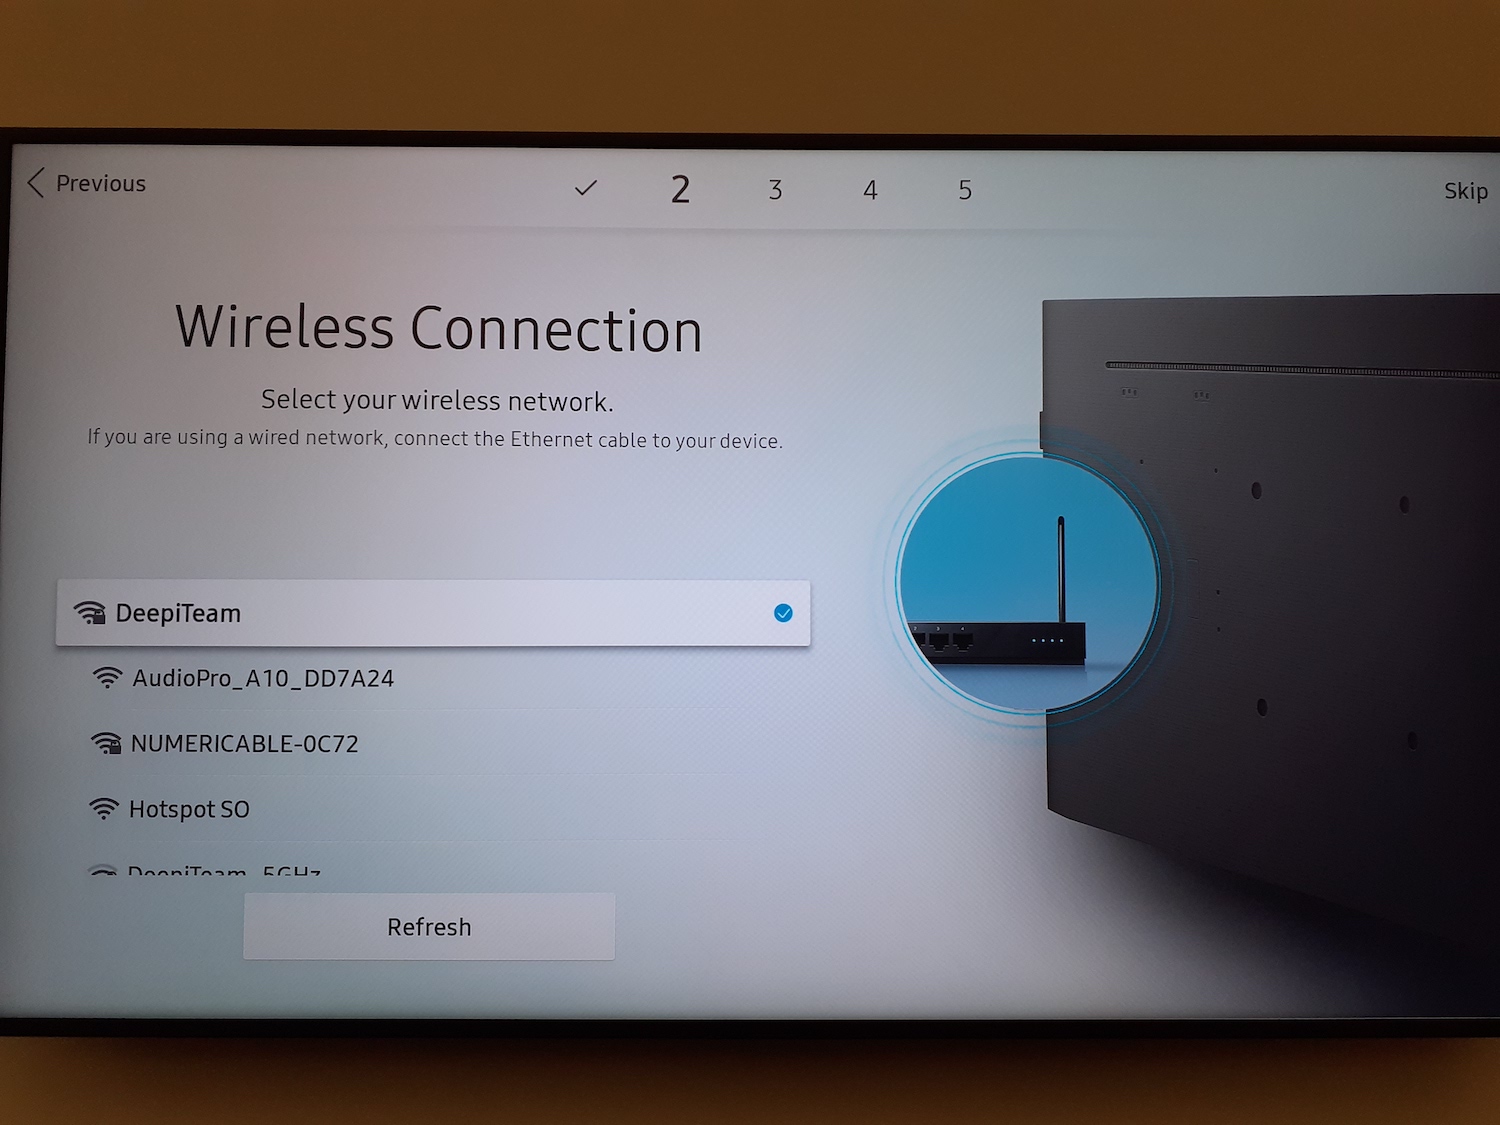 Previous
2
3
4
5
Skip
Wireless Connection
Select your wireless network.
If you are using a wired network, connect the Ethernet cable to your device.
DeepiTeam
AudioPro_A10_DD7A24
NUMERICABLE-0C72
Hotspot SO
DeepiTeam_5GHz
Refresh